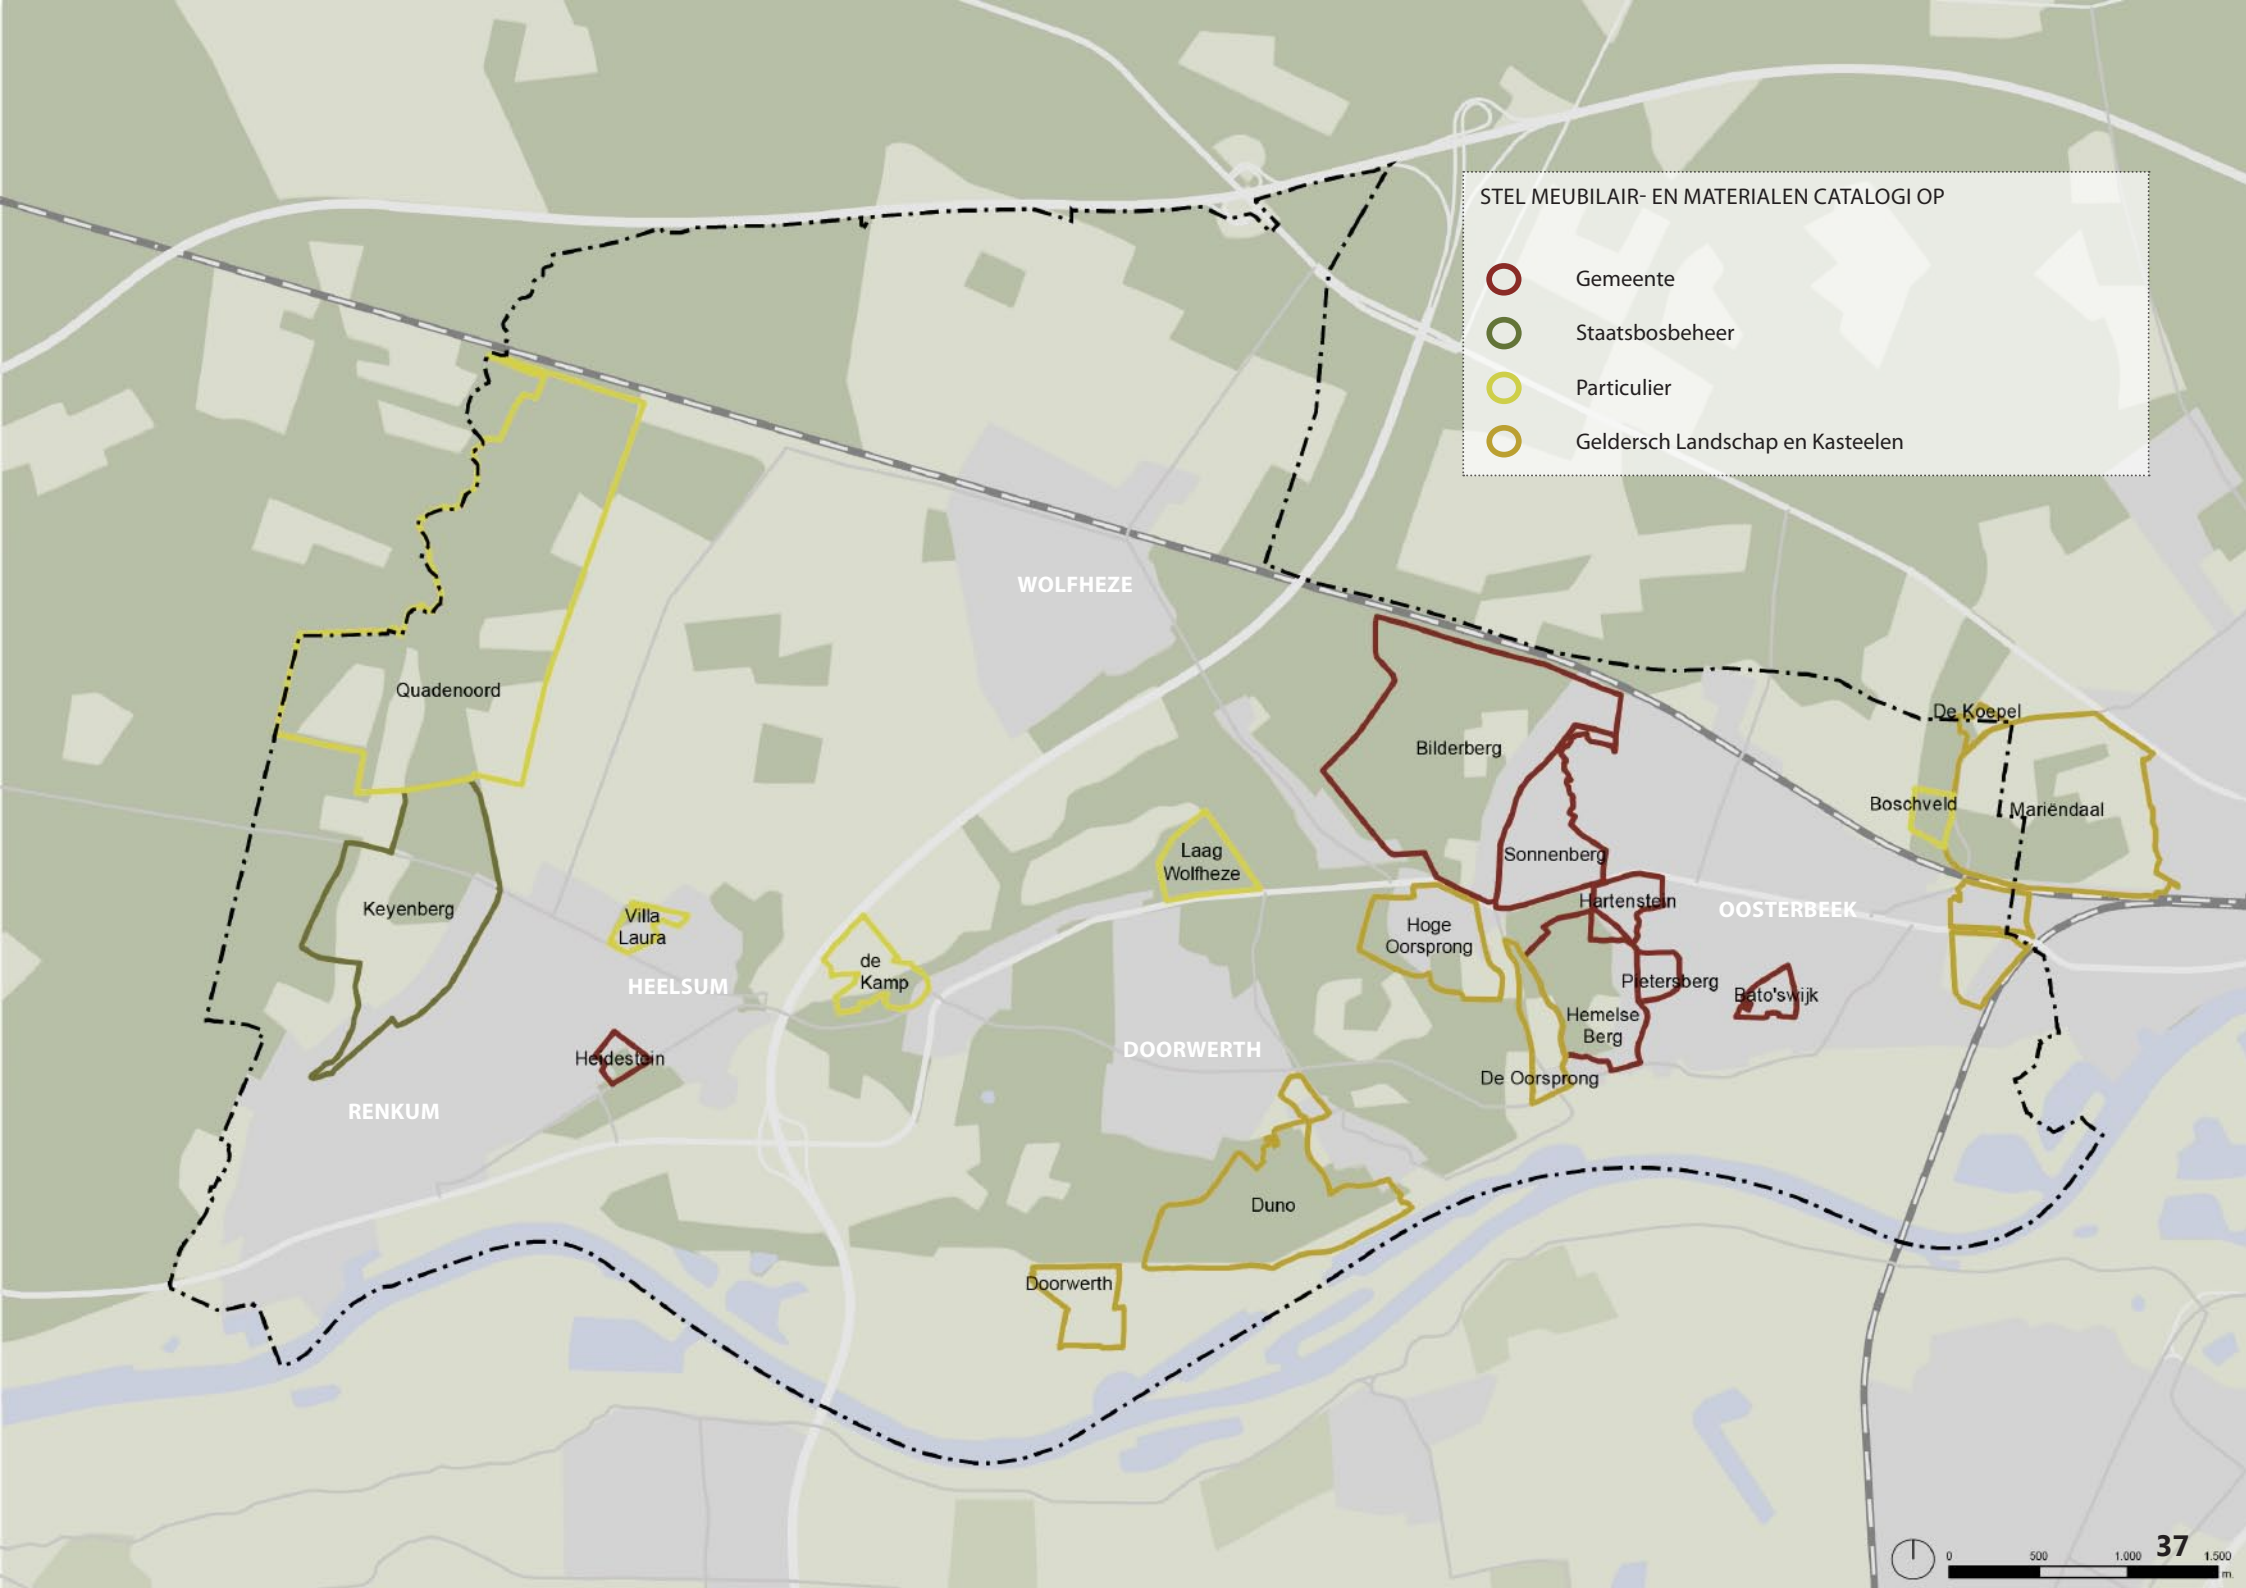 STEL MEUBILAIR- EN MATERIALEN CATALOGI OP
Gemeente
Staatsbosbeheer
Particulier
Geldersch Landschap en Kasteelen
WOLFHEZE
Quadenoord
De Koepel
Bilderberg
Boschveld
Mariëndaal
Laag
Wolfheze
Sonnenberg
Keyenberg
Villa
Laura
Hartenstein
OOSTERBEEK
Hoge
Oorsprong
de
Kamp
HEELSUM
Pietersberg
Bato'swijk
Hemelse
Berg
Heidestein
DOORWERTH
De Oorsprong
RENKUM
Duno
Doorwerth
37
0 500 1.000 1.500
m.